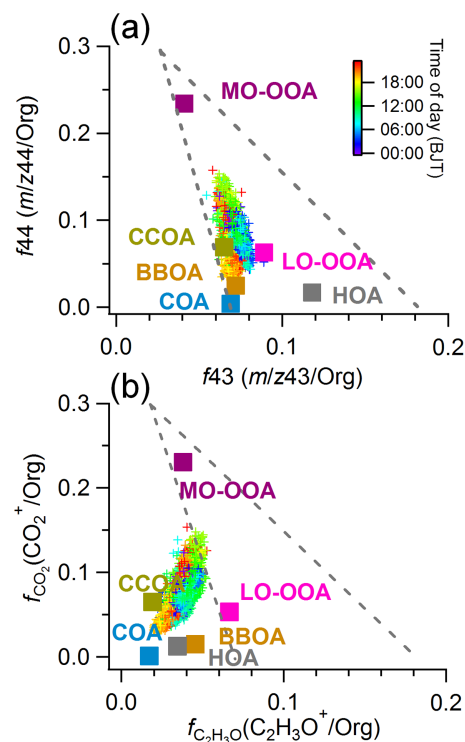 (a)
0.3
0.2
0.1
0.0
f44 (m/z44/Org)
MO-OOA
CCOA
BBOA
COA
LO-OOA
HOA
18:00
12:00
06:00
00:00
Time of day (BJT)
0.0
0.1
0.2
f43 (m/z43/Org)
(b)
0.3
0.2
0.1
0.0
fCO2(CO2+/Org)
MO-OOA
CCOA
COA
LO-OOA
BBOA
HOA
0.0
0.1
0.2
fC2H3O(C2H3O+/Org)